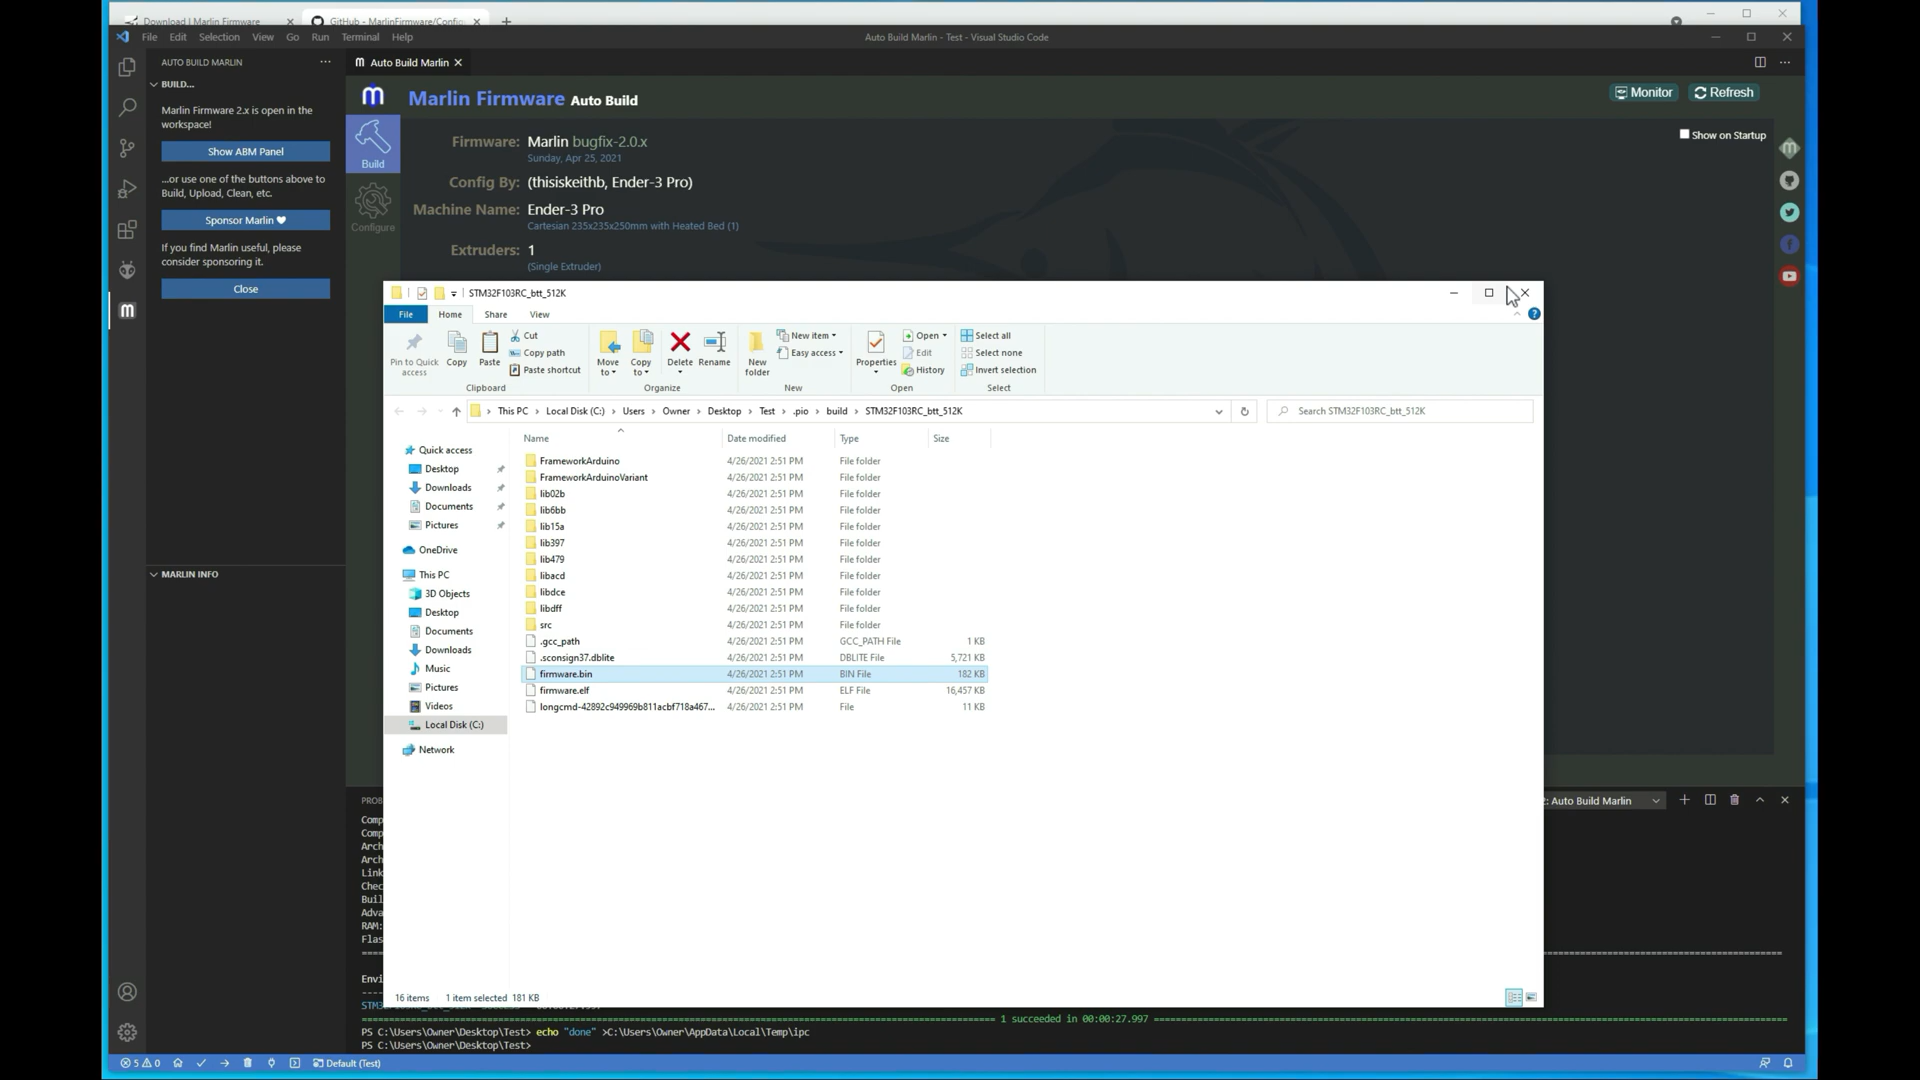 Download | Marlin Firmware
GitHub - MarlinFirmware/Config
File Edit Selection View Go Run Terminal Help
Auto Build Marlin - Test - Visual Studio Code
AUTO BUILD MARLIN
Auto Build Marlin
BUILD...
Marlin Firmware 2.x is open in the
workspace!
Show ABM Panel
...or use one of the buttons above to
Build, Upload, Clean, etc.
Sponsor Marlin
If you find Marlin useful, please
consider sponsoring it.
Close
MARLIN INFO
Marlin Firmware Auto Build
Monitor
Refresh
Show on Startup
Build
Configure
Firmware: Marlin bugfix-2.0.x
Sunday, Apr 25, 2021
Config By: (thisiskeithb, Ender-3 Pro)
Machine Name: Ender-3 Pro
Cartesian 235x235x250mm with Heated Bed (1)
Extruders: 1
(Single Extruder)
STM32F103RC_btt_512K
File Home Share View
Pin to Quick
access
Copy
Paste
Cut
Copy path
Paste shortcut
Clipboard
Move
to
Copy
to
Delete
Rename
Organize
New
folder
New item
Easy access
New
Properties
Open
Edit
History
Open
Select all
Select none
Invert selection
Select
This PC Local Disk (C:) Users Owner Desktop Test .pio build STM32F103RC_btt_512K
Search STM32F103RC_btt_512K
Quick access
Desktop
Downloads
Documents
Pictures
OneDrive
This PC
3D Objects
Desktop
Documents
Downloads
Music
Pictures
Videos
Local Disk (C:)
Network
Name Date modified Type Size
FrameworkArduino 4/26/2021 2:51 PM File folder
FrameworkArduinoVariant 4/26/2021 2:51 PM File folder
lib02b 4/26/2021 2:51 PM File folder
lib6bb 4/26/2021 2:51 PM File folder
lib15a 4/26/2021 2:51 PM File folder
lib397 4/26/2021 2:51 PM File folder
lib479 4/26/2021 2:51 PM File folder
libacd 4/26/2021 2:51 PM File folder
libdce 4/26/2021 2:51 PM File folder
libdff 4/26/2021 2:51 PM File folder
src 4/26/2021 2:51 PM File folder
.gcc_path 4/26/2021 2:51 PM GCC_PATH File 1 KB
.sconsign37.dblite 4/26/2021 2:51 PM DBLITE File 5,721 KB
firmware.bin 4/26/2021 2:51 PM BIN File 182 KB
firmware.elf 4/26/2021 2:51 PM ELF File 16,457 KB
longcmd-42892c949969b811acbf718a467... 4/26/2021 2:51 PM File 11 KB
16 items 1 item selected 181 KB
PROB
2: Auto Build Marlin
Comp
Comp
Arch
Arch
Link
Chec
Buil
Adva
RAM:
Flas
Envi
STM3
1 succeeded in 00:00:27.997
PS C:\Users\Owner\Desktop\Test> echo "done" >C:\Users\Owner\AppData\Local\Temp\ipc
PS C:\Users\Owner\Desktop\Test>
5 0 Default (Test)